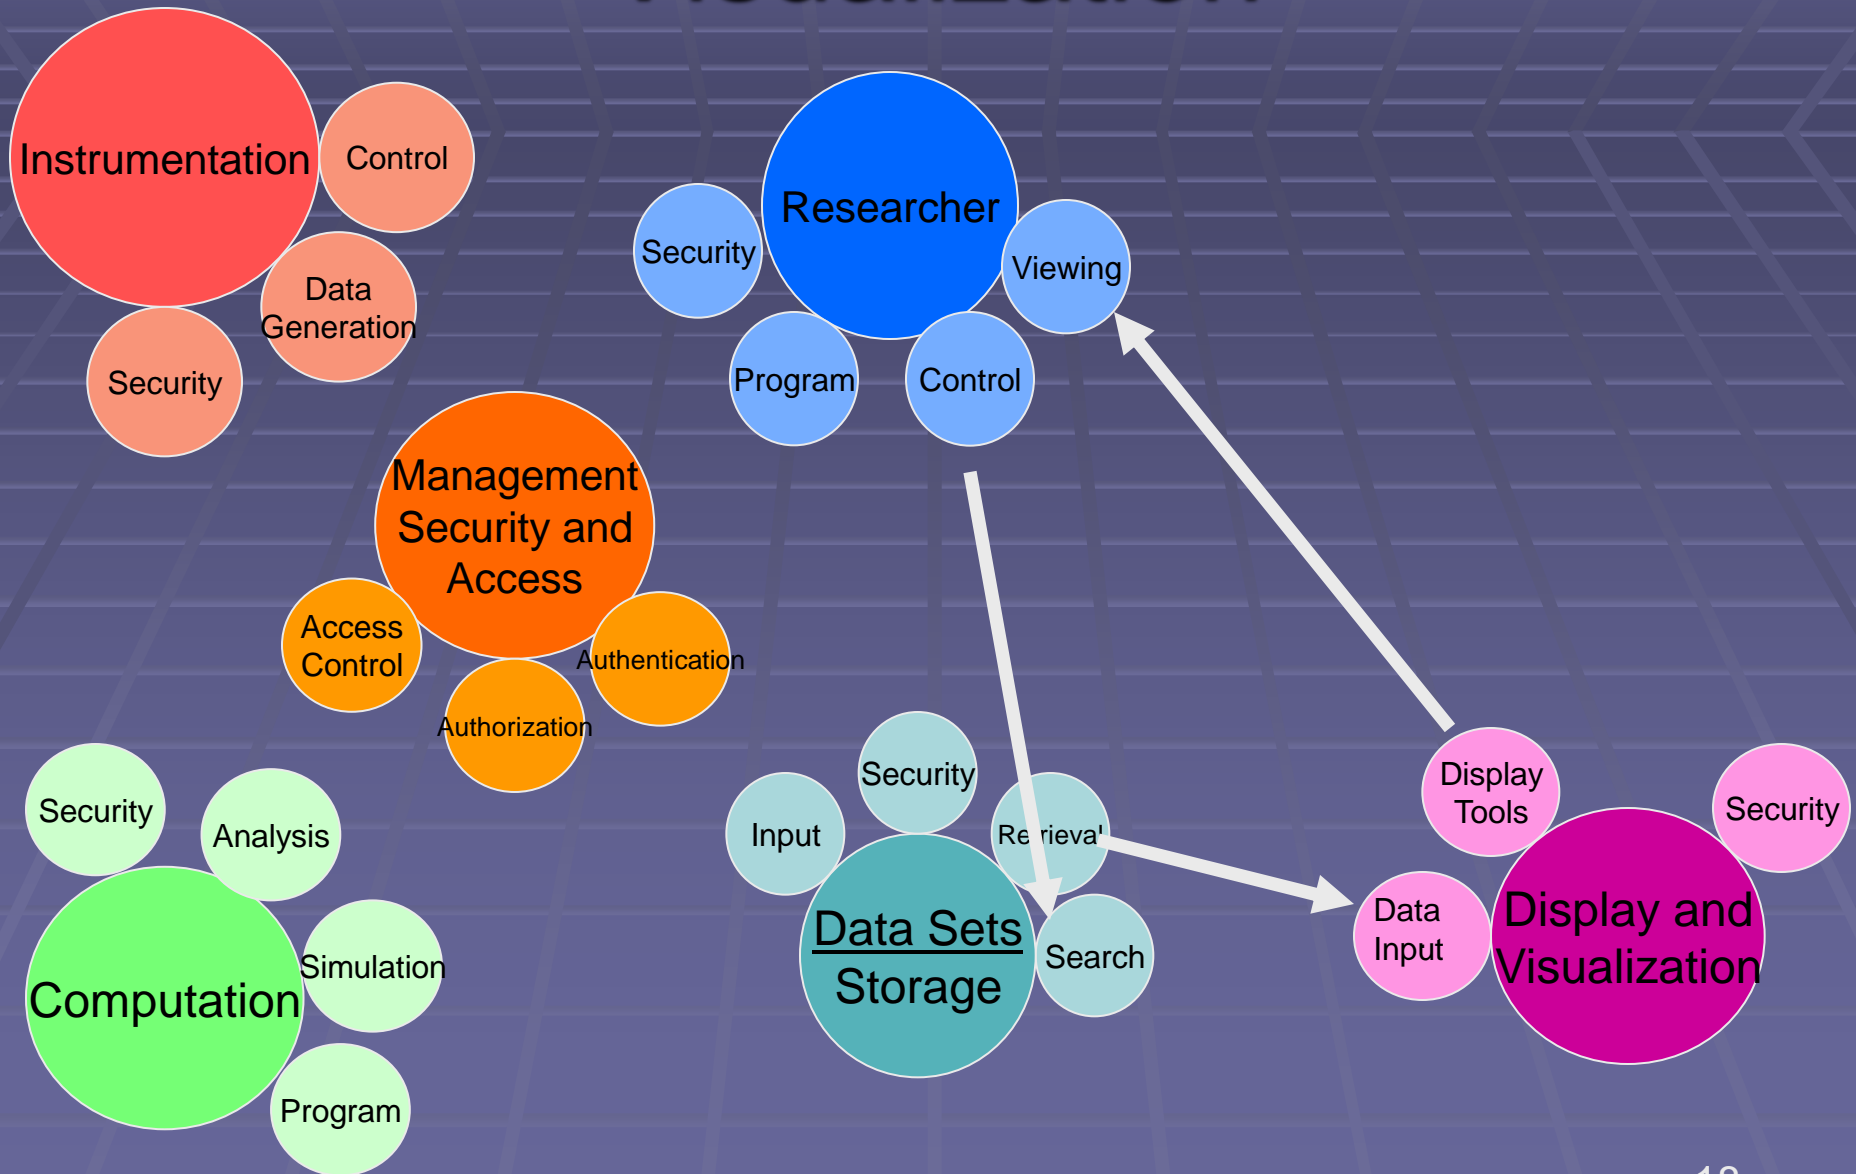 Instrumentation
Control
Data
Generation
Security
Researcher
Security
Viewing
Program
Control
Management
Security and
Access
Access
Control
Authentication
Authorization
Security
Analysis
Simulation
Computation
Program
Security
Input
Retrieval
Data Sets
Storage
Search
Display
Tools
Security
Data
Input
Display and
Visualization